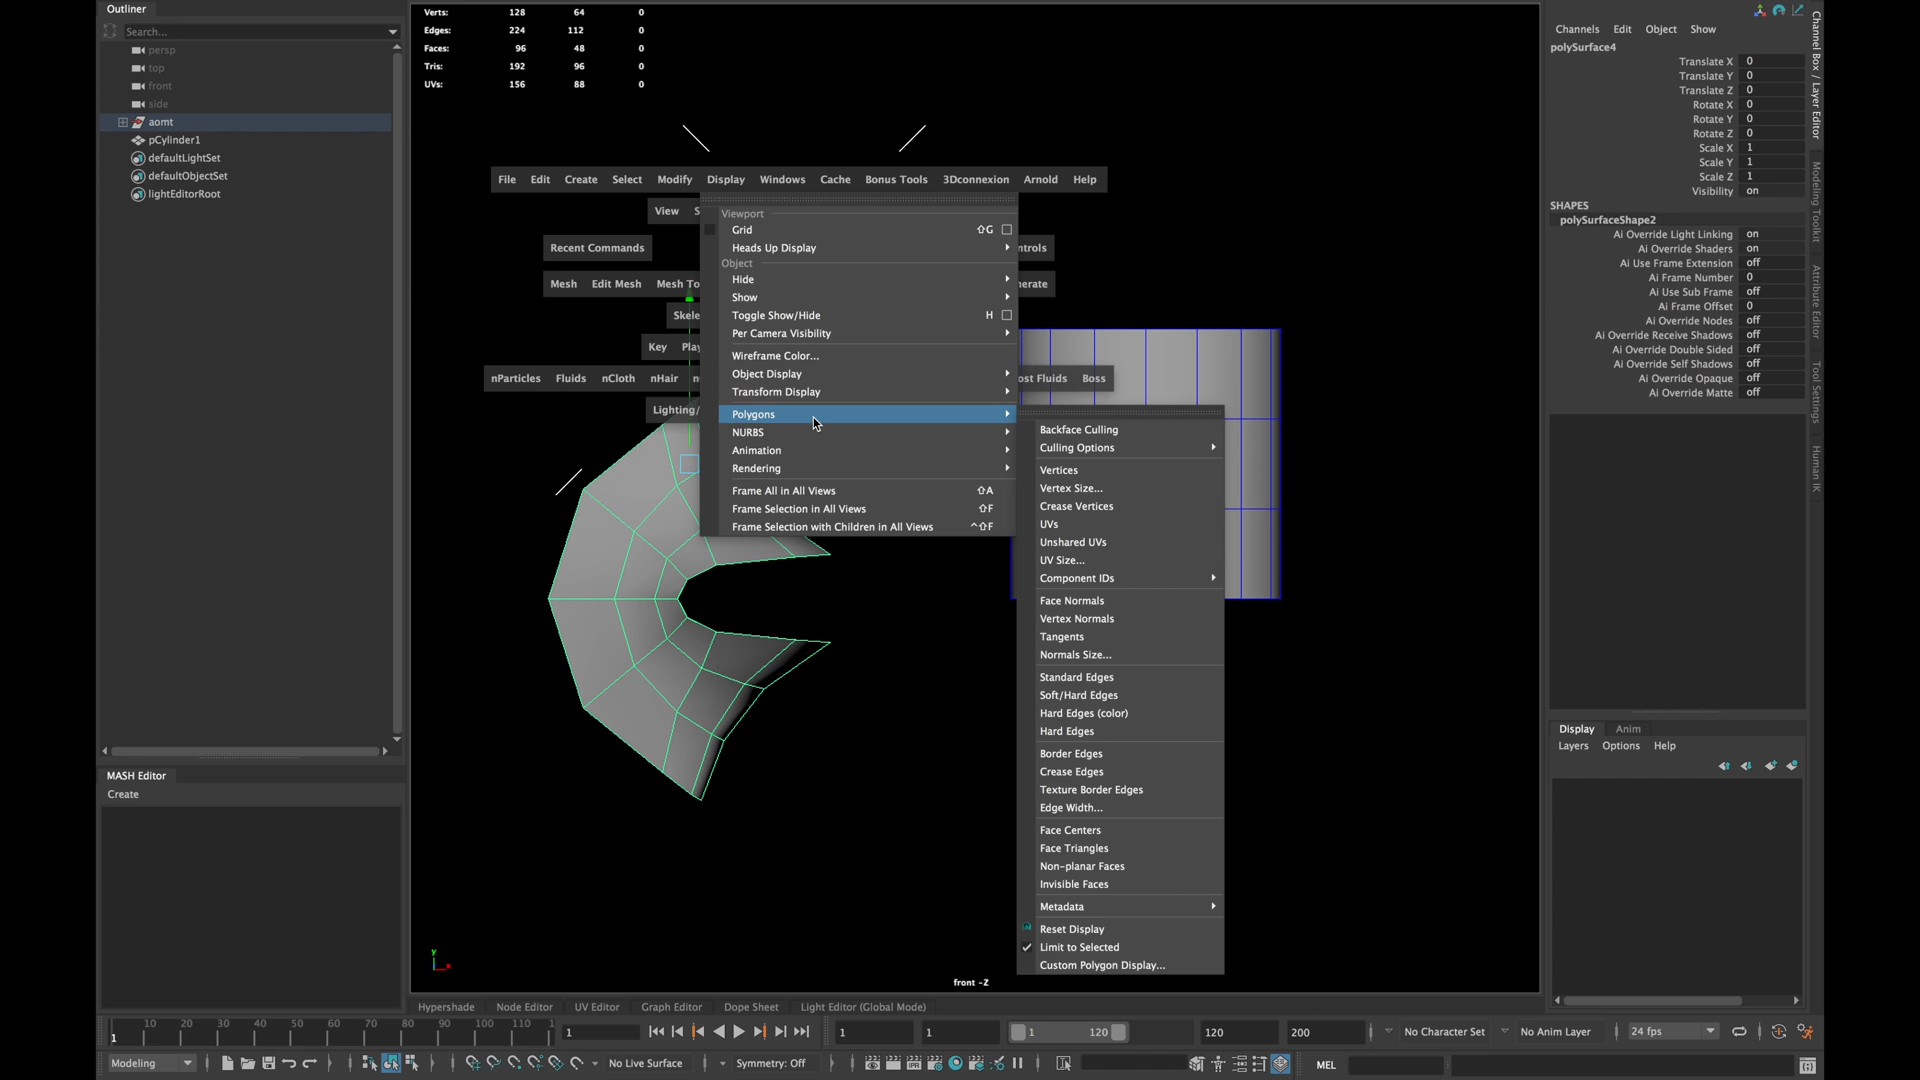 Outliner
Search...
persp
top
front
side
aomt
pCylinder1
defaultLightSet
defaultObjectSet
lightEditorRoot
MASH Editor
Create
Verts: 128 64 0
Edges: 224 112 0
Faces: 96 48 0
Tris: 192 96 0
UVs: 156 88 0
File Edit Create Select Modify Display Windows Cache Bonus Tools 3Dconnexion Arnold Help
View S
Recent Commands
ntrols
Mesh Edit Mesh Mesh To
nerate
Skele
Key Play
nParticles Fluids nCloth nHair n
ost Fluids Boss
Lighting/
Viewport
Grid ⇧G
Heads Up Display
Object
Hide
Show
Toggle Show/Hide H
Per Camera Visibility
Wireframe Color...
Object Display
Transform Display
Polygons
NURBS
Animation
Rendering
Frame All in All Views ⇧A
Frame Selection in All Views ⇧F
Frame Selection with Children in All Views ^⇧F
Backface Culling
Culling Options
Vertices
Vertex Size...
Crease Vertices
UVs
Unshared UVs
UV Size...
Component IDs
Face Normals
Vertex Normals
Tangents
Normals Size...
Standard Edges
Soft/Hard Edges
Hard Edges (color)
Hard Edges
Border Edges
Crease Edges
Texture Border Edges
Edge Width...
Face Centers
Face Triangles
Non-planar Faces
Invisible Faces
Metadata
Reset Display
Limit to Selected
Custom Polygon Display...
y
x
front -Z
Channels Edit Object Show
polySurface4
Translate X 0
Translate Y 0
Translate Z 0
Rotate X 0
Rotate Y 0
Rotate Z 0
Scale X 1
Scale Y 1
Scale Z 1
Visibility on
SHAPES
polySurfaceShape2
Ai Override Light Linking on
Ai Override Shaders on
Ai Use Frame Extension off
Ai Frame Number 0
Ai Use Sub Frame off
Ai Frame Offset 0
Ai Override Nodes off
Ai Override Receive Shadows off
Ai Override Double Sided off
Ai Override Self Shadows off
Ai Override Opaque off
Ai Override Matte off
Display Anim
Layers Options Help
Channel Box / Layer Editor
Modeling Toolkit
Attribute Editor
Tool Settings
Human IK
Hypershade Node Editor UV Editor Graph Editor Dope Sheet Light Editor (Global Mode)
1 10 20 30 40 50 60 70 80 90 100 110 1
1
1 1 1 120 120 200 No Character Set No Anim Layer 24 fps
Modeling No Live Surface Symmetry: Off IPR MEL